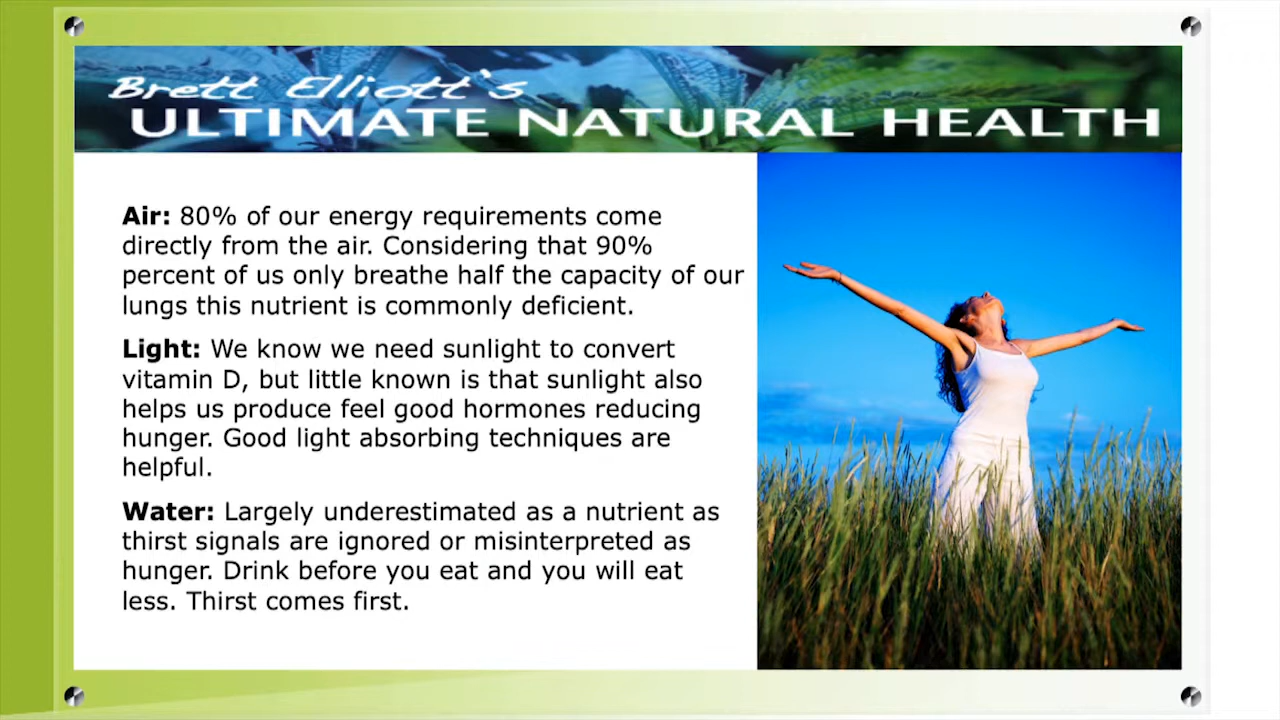 Brett Elliott's
ULTIMATE NATURAL HEALTH
Air: 80% of our energy requirements come
directly from the air. Considering that 90%
percent of us only breathe half the capacity of our
lungs this nutrient is commonly deficient.
Light: We know we need sunlight to convert
vitamin D, but little known is that sunlight also
helps us produce feel good hormones reducing
hunger. Good light absorbing techniques are
helpful.
Water: Largely underestimated as a nutrient as
thirst signals are ignored or misinterpreted as
hunger. Drink before you eat and you will eat
less. Thirst comes first.